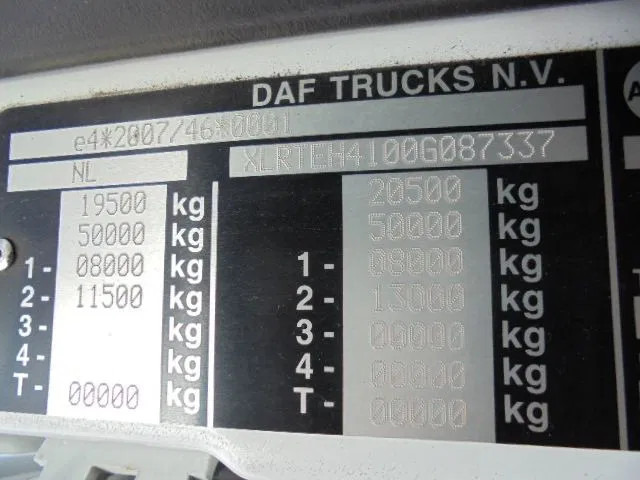 DAF TRUCKS N.V.
e4*2007/46*0001
NL XLRTEH4100G087337
19500 kg 20500 kg
50000 kg 50000 kg
1- 08000 kg 1- 08000 kg
2- 11500 kg 2- 13000 kg
3- kg 3- 00000 kg
4- kg 4- 00000 kg
T- 00000 kg T- 00000 kg
A